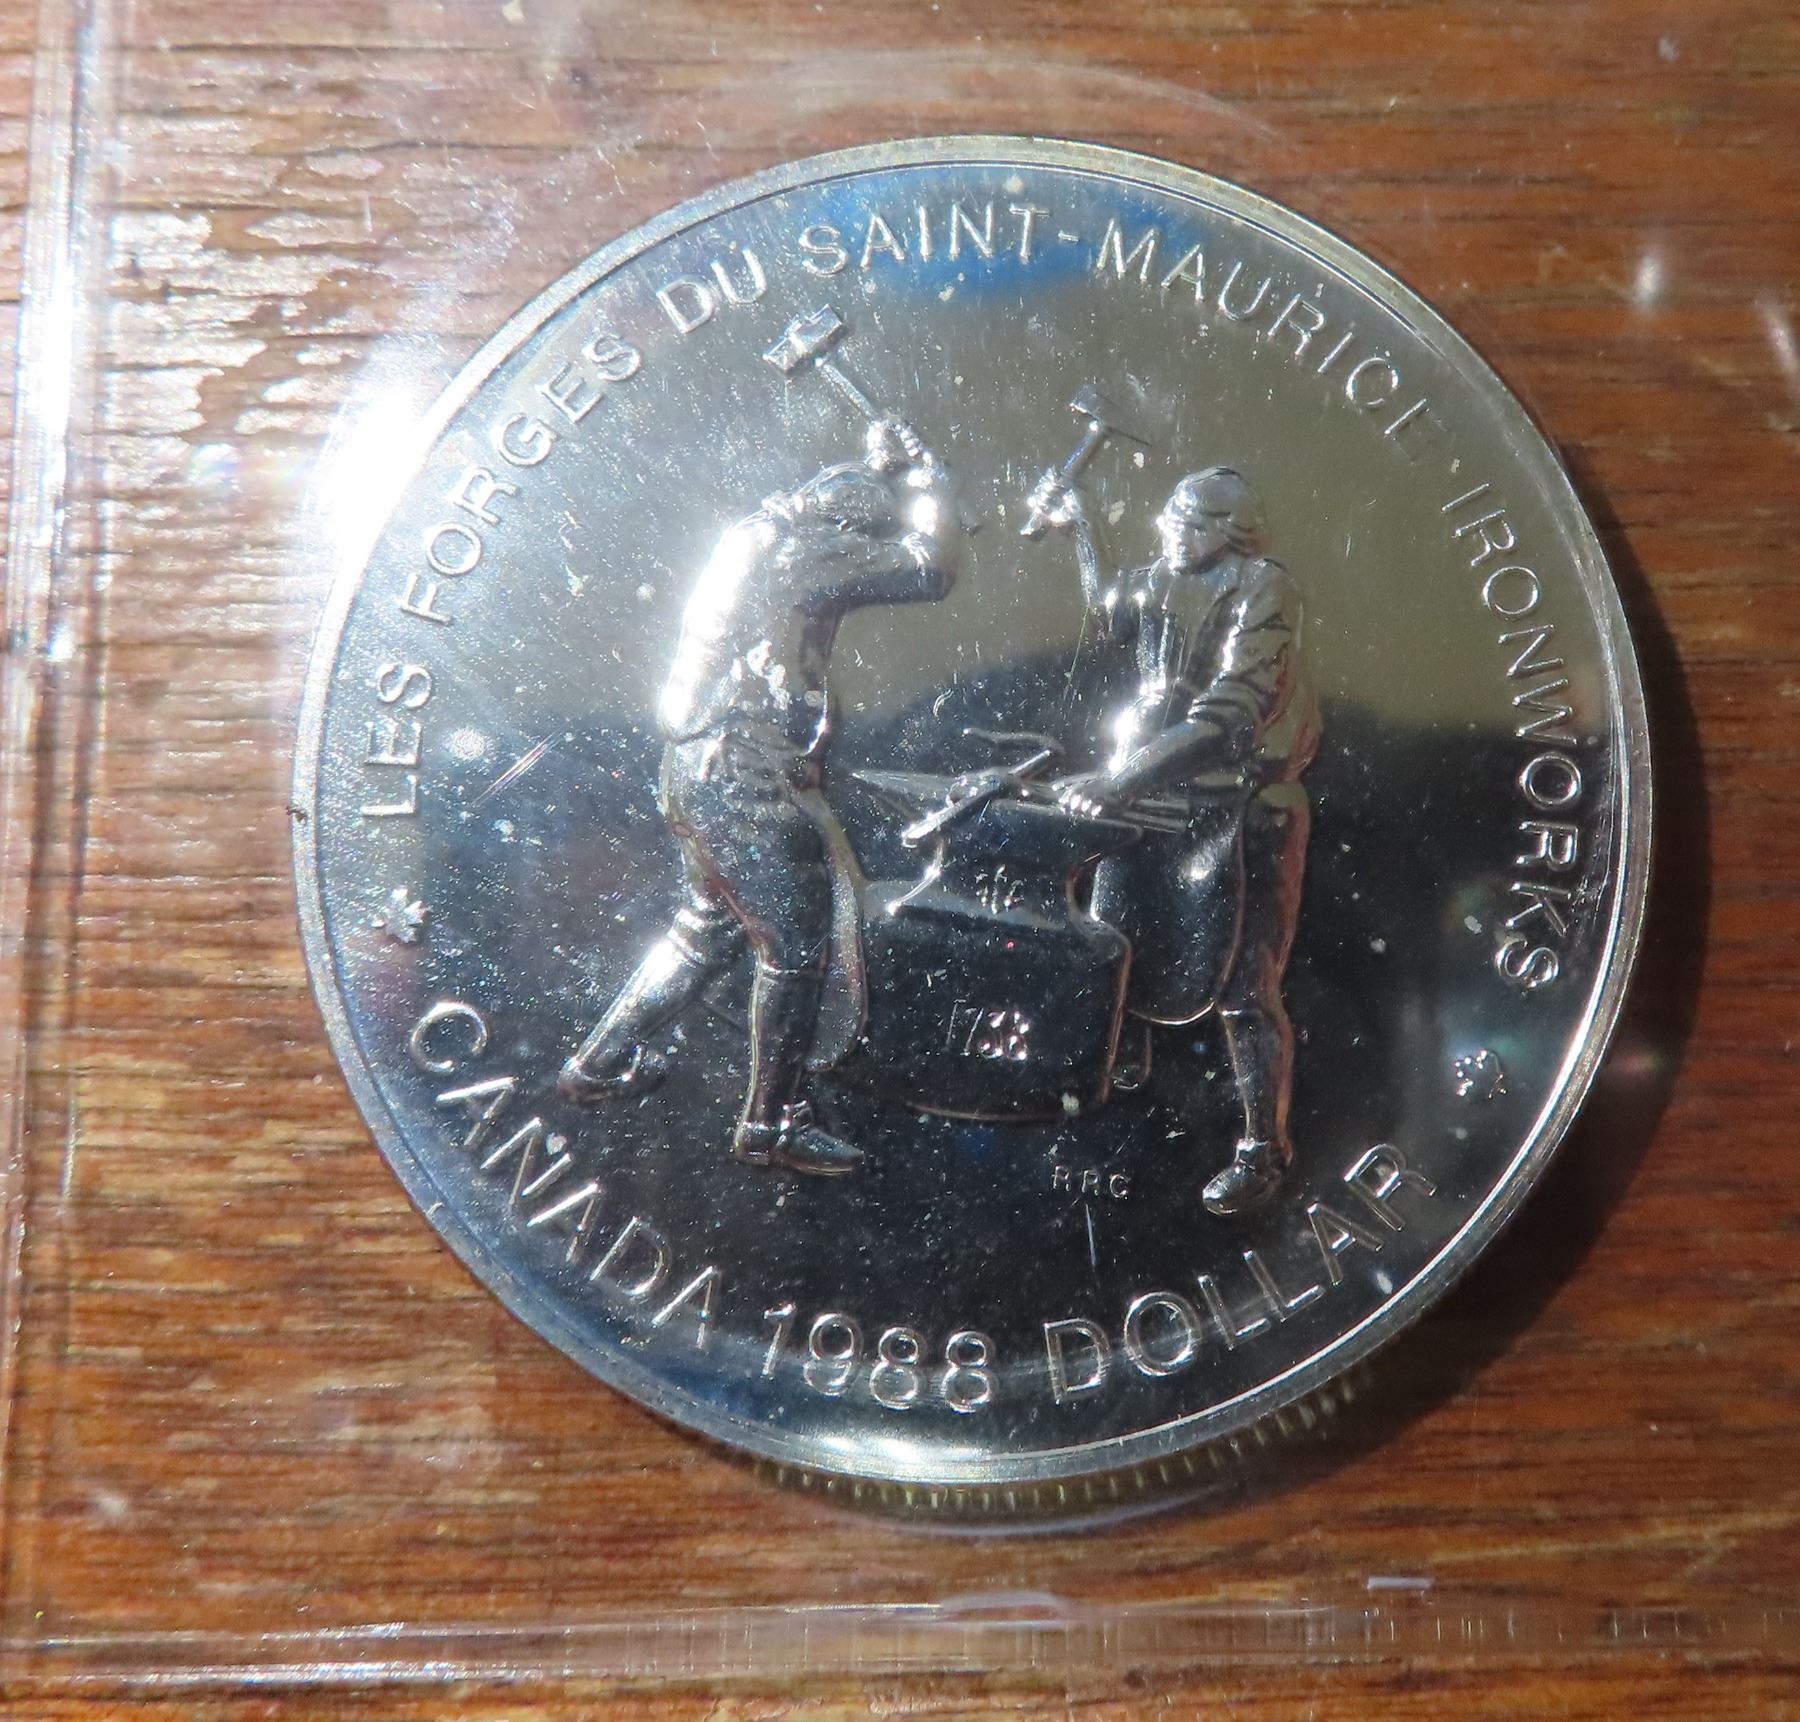 LES FORGES DU SAINT-MAURICE IRONWORKS
1738
RRC
CANADA 1988 DOLLAR